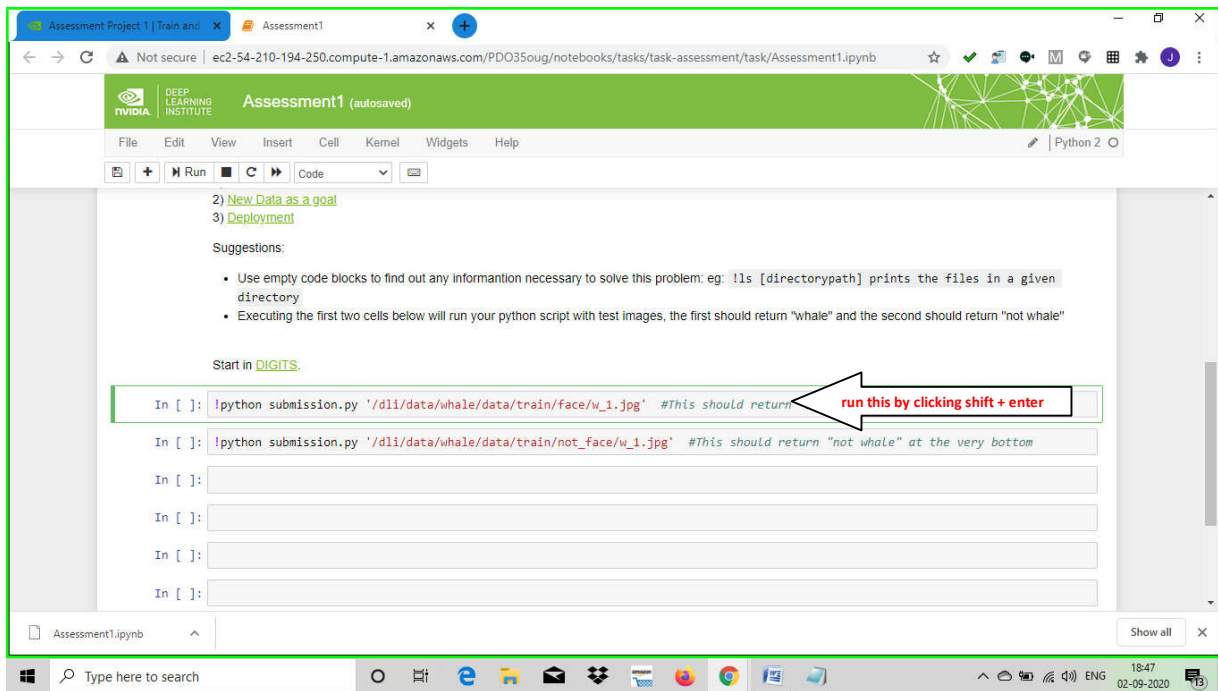 Assessment Project 1 | Train and
Assessment1
Not secure | ec2-54-210-194-250.compute-1.amazonaws.com/PDO35oug/notebooks/tasks/task-assessment/task/Assessment1.ipynb
J
NVIDIA
DEEP
LEARNING
INSTITUTE
Assessment1 (autosaved)
File Edit View Insert Cell Kernel Widgets Help
Python 2
Run Code
2) New Data as a goal
3) Deployment
Suggestions:
• Use empty code blocks to find out any informantion necessary to solve this problem: eg: !ls [directorypath] prints the files in a given
directory
• Executing the first two cells below will run your python script with test images, the first should return "whale" and the second should return "not whale"
Start in DIGITS.
In [ ]: !python submission.py '/dli/data/whale/data/train/face/w_1.jpg' #This should return
run this by clicking shift + enter
In [ ]: !python submission.py '/dli/data/whale/data/train/not_face/w_1.jpg' #This should return "not whale" at the very bottom
In [ ]:
In [ ]:
In [ ]:
In [ ]:
Assessment1.ipynb
Show all
Type here to search
ENG
18:47
02-09-2020
13